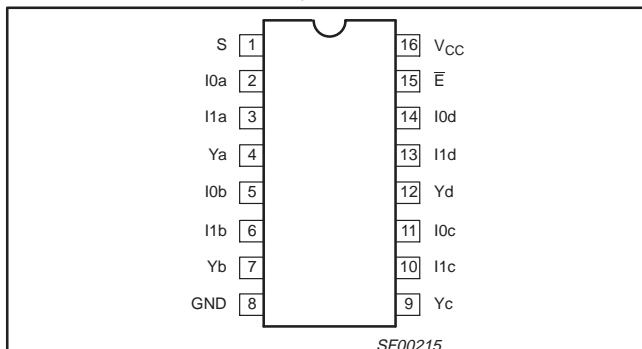 S 1 16 V_CC
I0a 2 15 E̅
I1a 3 14 I0d
Ya 4 13 I1d
I0b 5 12 Yd
I1b 6 11 I0c
Yb 7 10 I1c
GND 8 9 Yc
SF00215